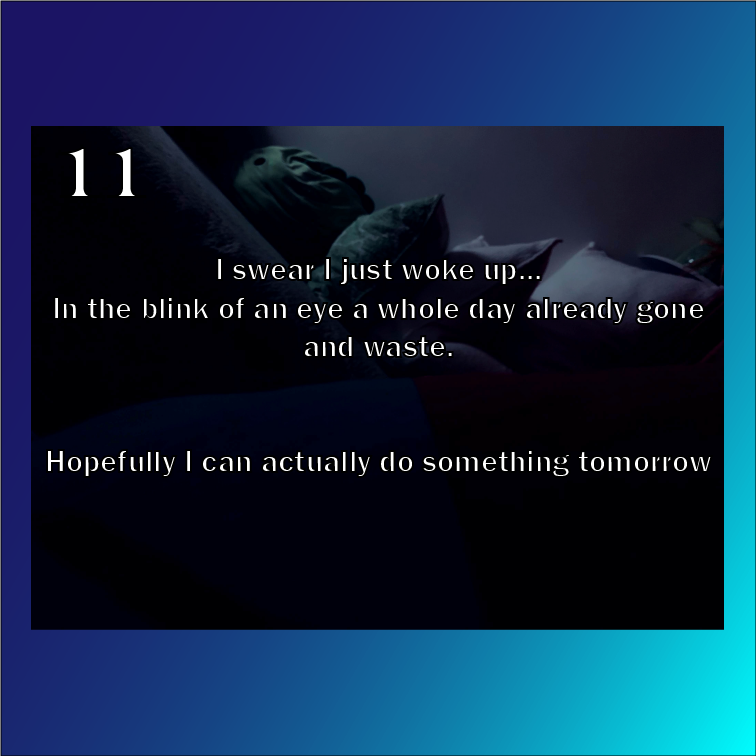 11
I swear I just woke up...
In the blink of an eye a whole day already gone
and waste.
Hopefully I can actually do something tomorrow